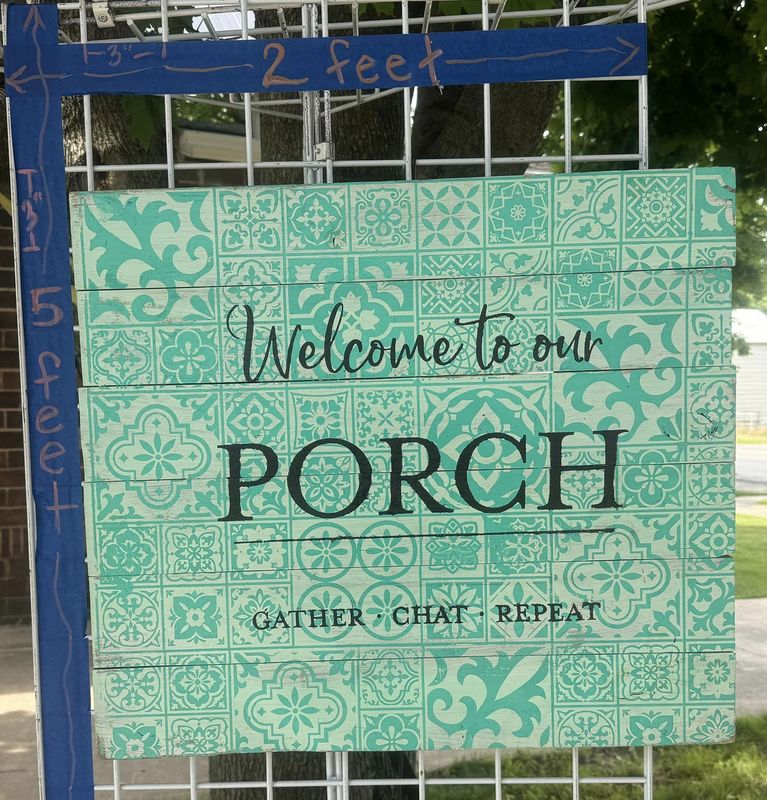 2 feet
3"
3"
5 feet
Welcome to our
PORCH
GATHER · CHAT · REPEAT